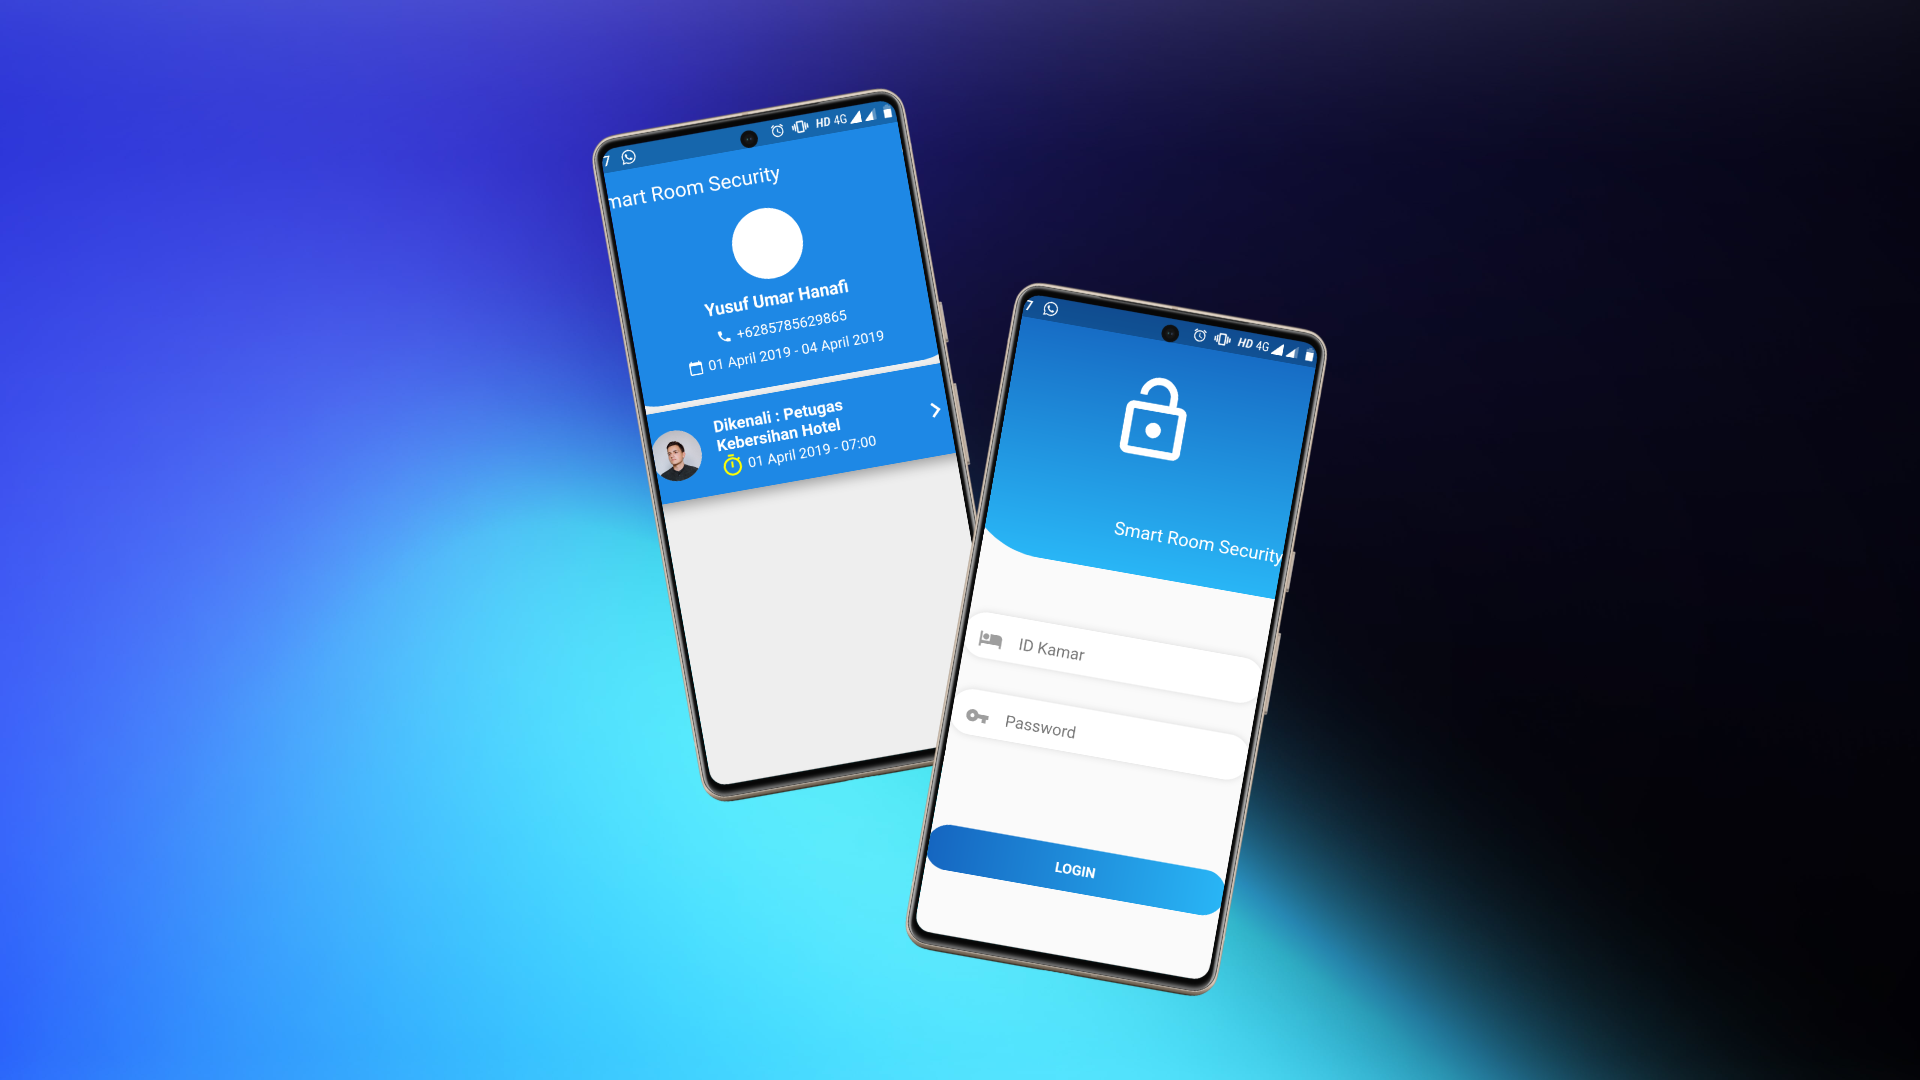 7 HD 4G
mart Room Security
Yusuf Umar Hanafi
+6285785629865
01 April 2019 - 04 April 2019
Dikenali : Petugas
Kebersihan Hotel
01 April 2019 - 07:00
7 HD 4G
Smart Room Security
ID Kamar
Password
LOGIN